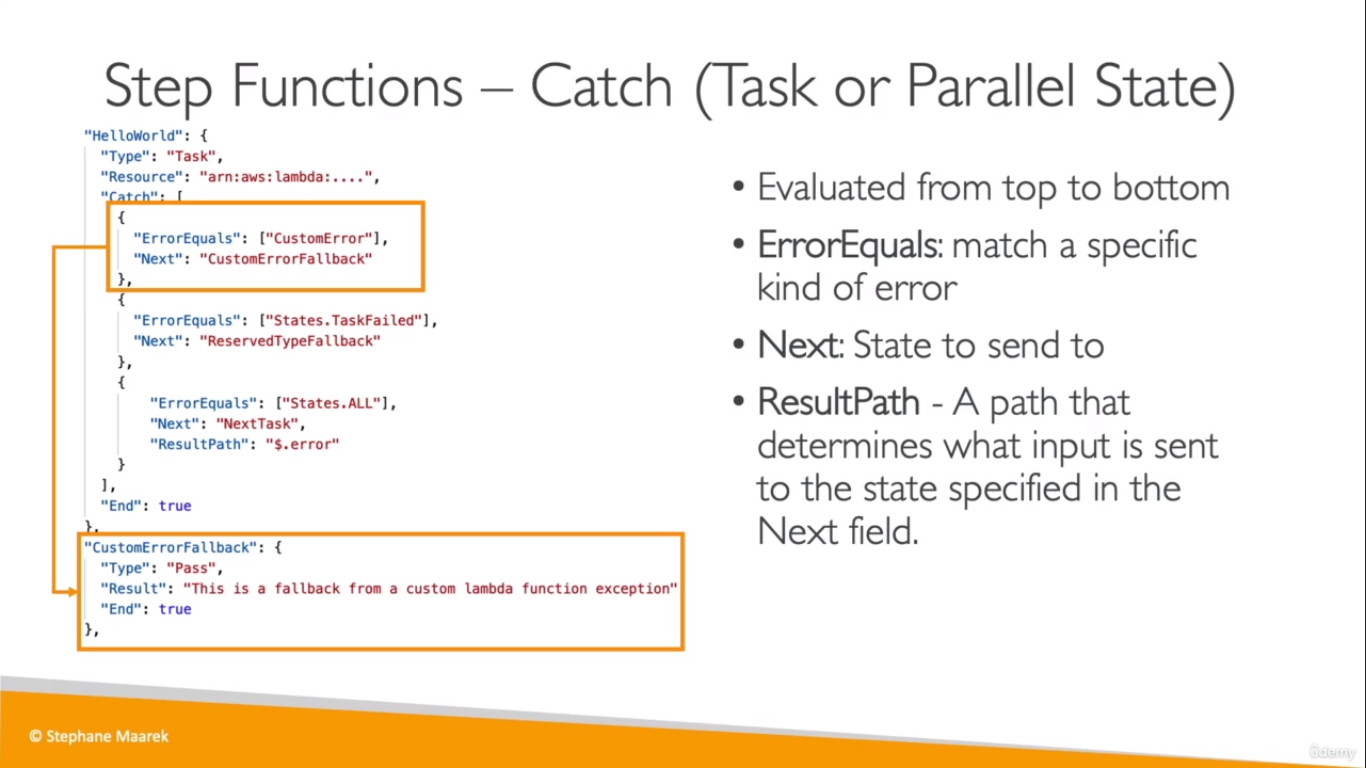 Step Functions – Catch (Task or Parallel State)
"HelloWorld": {
"Type": "Task",
"Resource": "arn:aws:lambda:....",
"Catch": [
{
"ErrorEquals": ["CustomError"],
"Next": "CustomErrorFallback"
},
{
"ErrorEquals": ["States.TaskFailed"],
"Next": "ReservedTypeFallback"
},
{
"ErrorEquals": ["States.ALL"],
"Next": "NextTask",
"ResultPath": "$.error"
}
],
"End": true
},
"CustomErrorFallback": {
"Type": "Pass",
"Result": "This is a fallback from a custom lambda function exception"
"End": true
},
• Evaluated from top to bottom
• ErrorEquals: match a specific
kind of error
• Next: State to send to
• ResultPath - A path that
determines what input is sent
to the state specified in the
Next field.
© Stephane Maarek
ûdemy